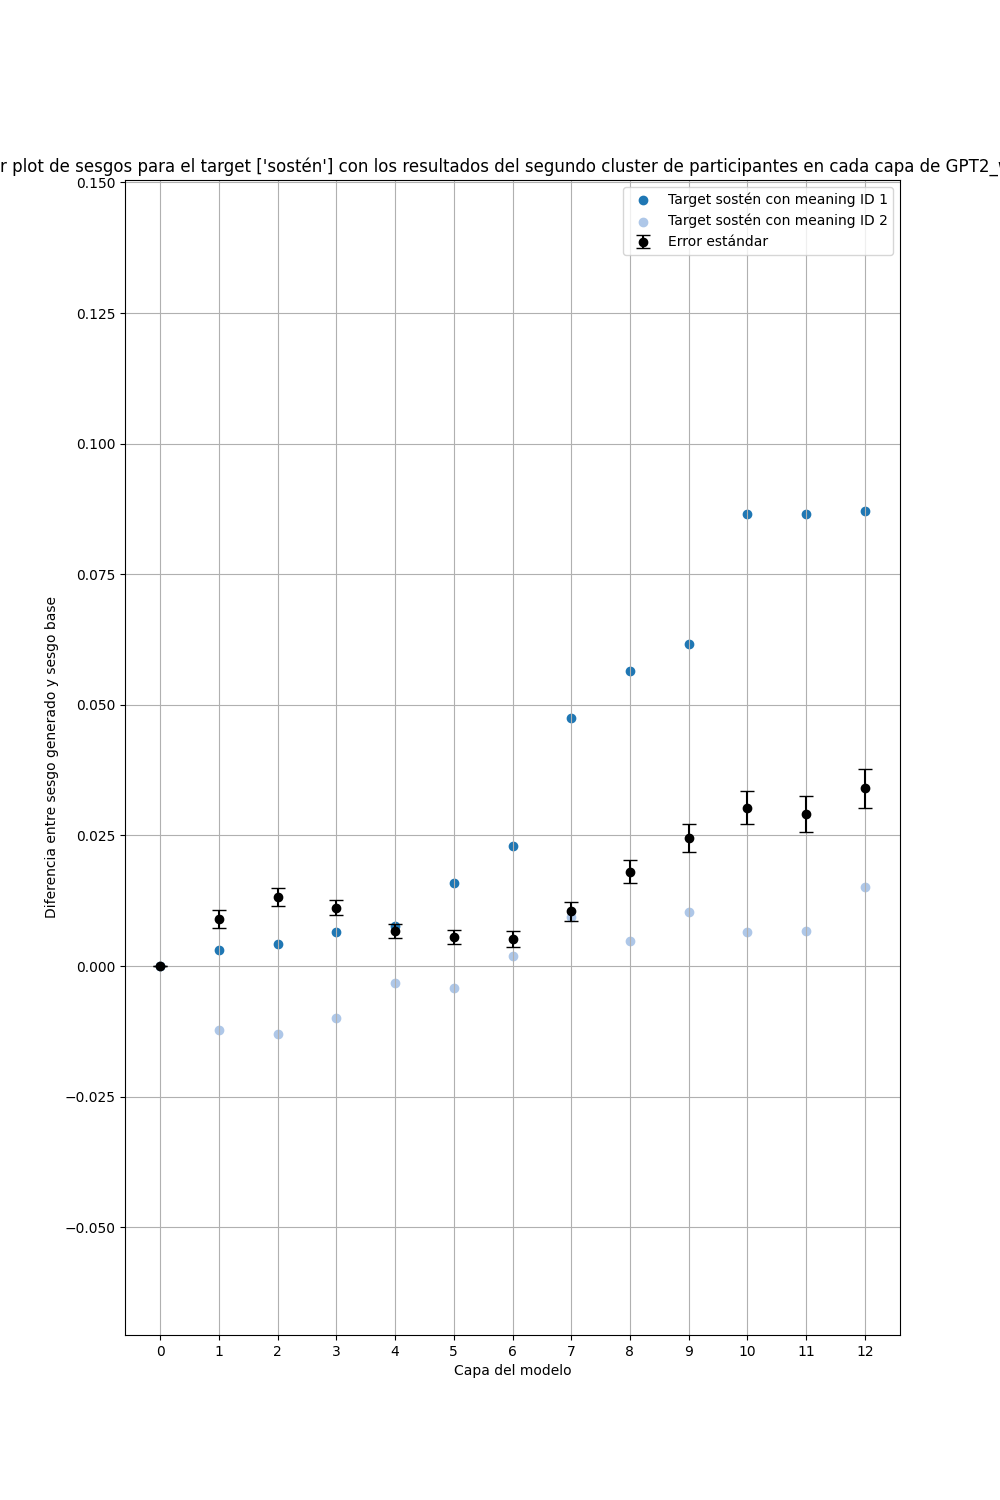 r plot de sesgos para el target ['sostén'] con los resultados del segundo cluster de participantes en cada capa de GPT2_
0.150
Target sostén con meaning ID 1
Target sostén con meaning ID 2
Error estándar
0.125
0.100
0.075
0.050
0.025
0.000
−0.025
−0.050
Diferencia entre sesgo generado y sesgo base
0 1 2 3 4 5 6 7 8 9 10 11 12
Capa del modelo